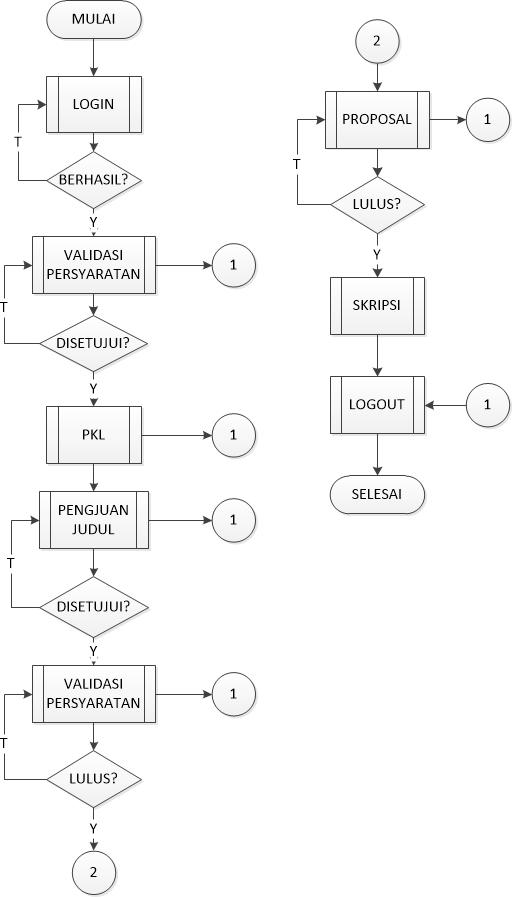 MULAI
LOGIN
T
BERHASIL?
Y
VALIDASI
PERSYARATAN
1
T
DISETUJUI?
Y
PKL
1
PENGJUAN
JUDUL
1
T
DISETUJUI?
Y
VALIDASI
PERSYARATAN
1
T
LULUS?
Y
2
2
PROPOSAL
1
T
LULUS?
Y
SKRIPSI
LOGOUT
1
SELESAI